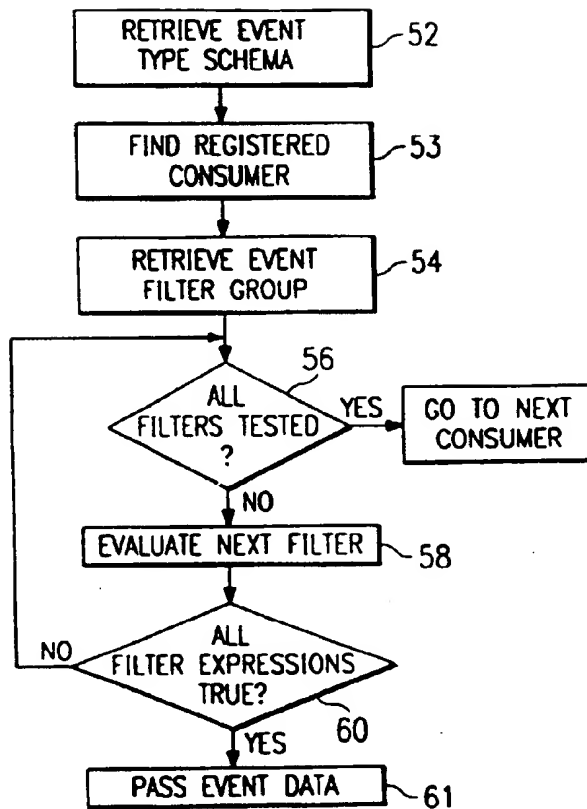 RETRIEVE EVENT
TYPE SCHEMA
52
FIND REGISTERED
CONSUMER
53
RETRIEVE EVENT
FILTER GROUP
54
56
ALL
FILTERS TESTED
?
YES
GO TO NEXT
CONSUMER
NO
EVALUATE NEXT FILTER
58
NO
ALL
FILTER EXPRESSIONS
TRUE?
60
YES
PASS EVENT DATA
61